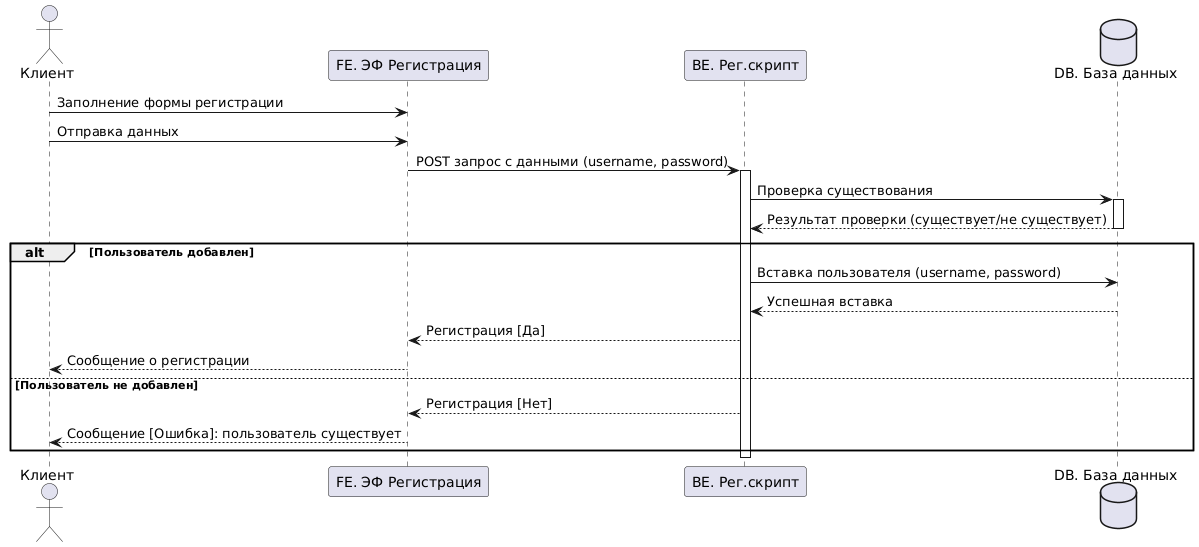 Клиент
FE. ЭФ Регистрация
BE. Рег.скрипт
DB. База данных
Заполнение формы регистрации
Отправка данных
POST запрос с данными (username, password)
Проверка существования
Результат проверки (существует/не существует)
alt [Пользователь добавлен]
Вставка пользователя (username, password)
Успешная вставка
Регистрация [Да]
Сообщение о регистрации
[Пользователь не добавлен]
Регистрация [Нет]
Сообщение [Ошибка]: пользователь существует
Клиент
FE. ЭФ Регистрация
BE. Рег.скрипт
DB. База данных